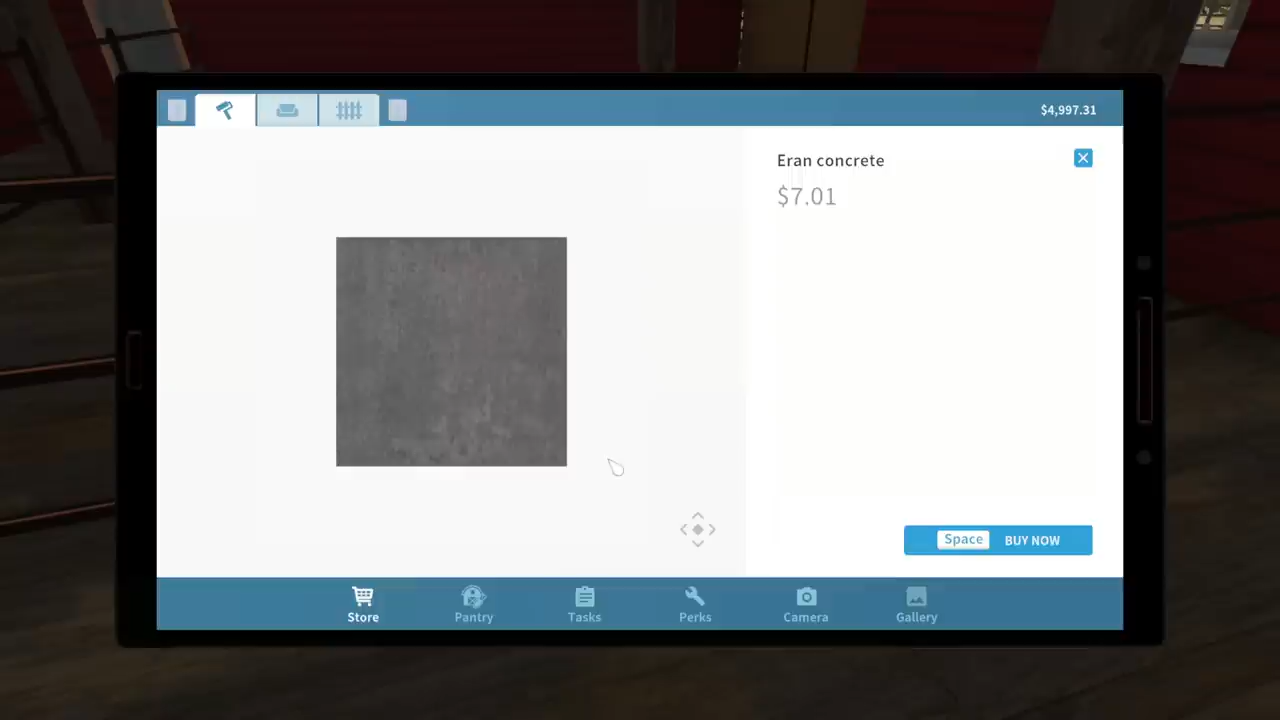 $4,997.31
Eran concrete
$7.01
Space BUY NOW
Store Pantry Tasks Perks Camera Gallery